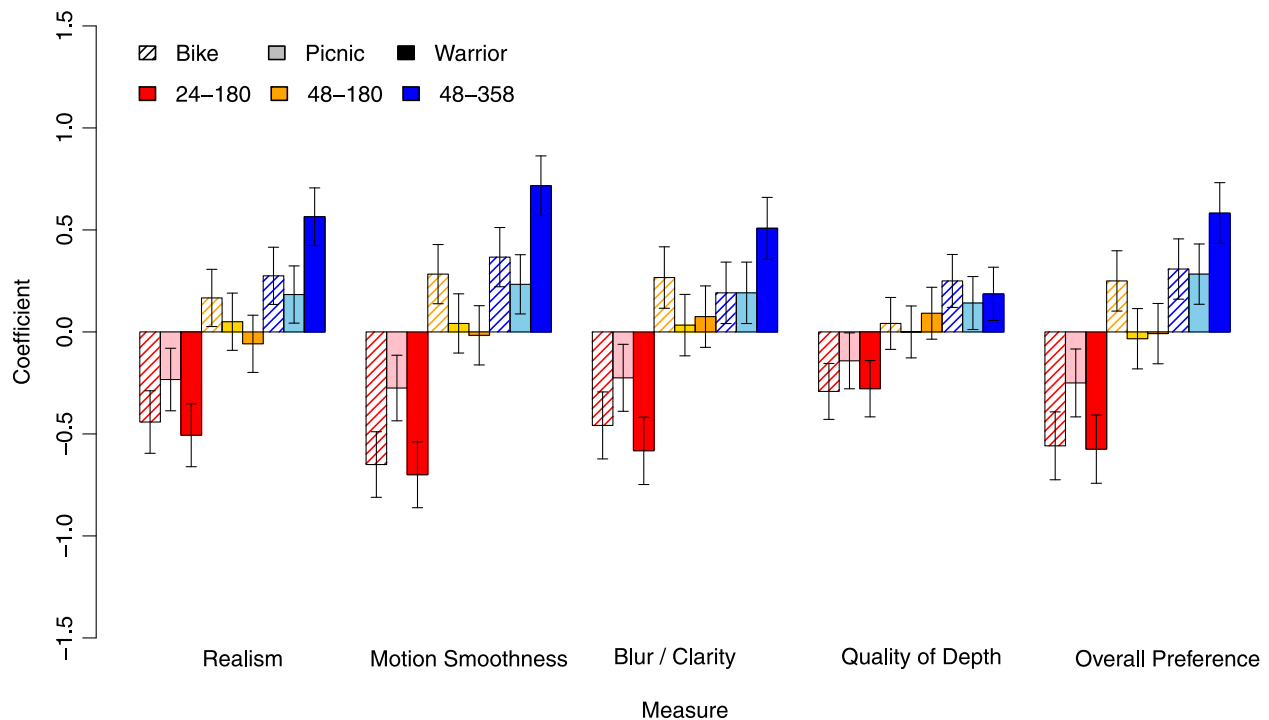 Bike Picnic Warrior
24−180 48−180 48−358
1.5
1.0
0.5
0.0
−0.5
−1.0
−1.5
Coefficient
Realism Motion Smoothness Blur / Clarity Quality of Depth Overall Preference
Measure